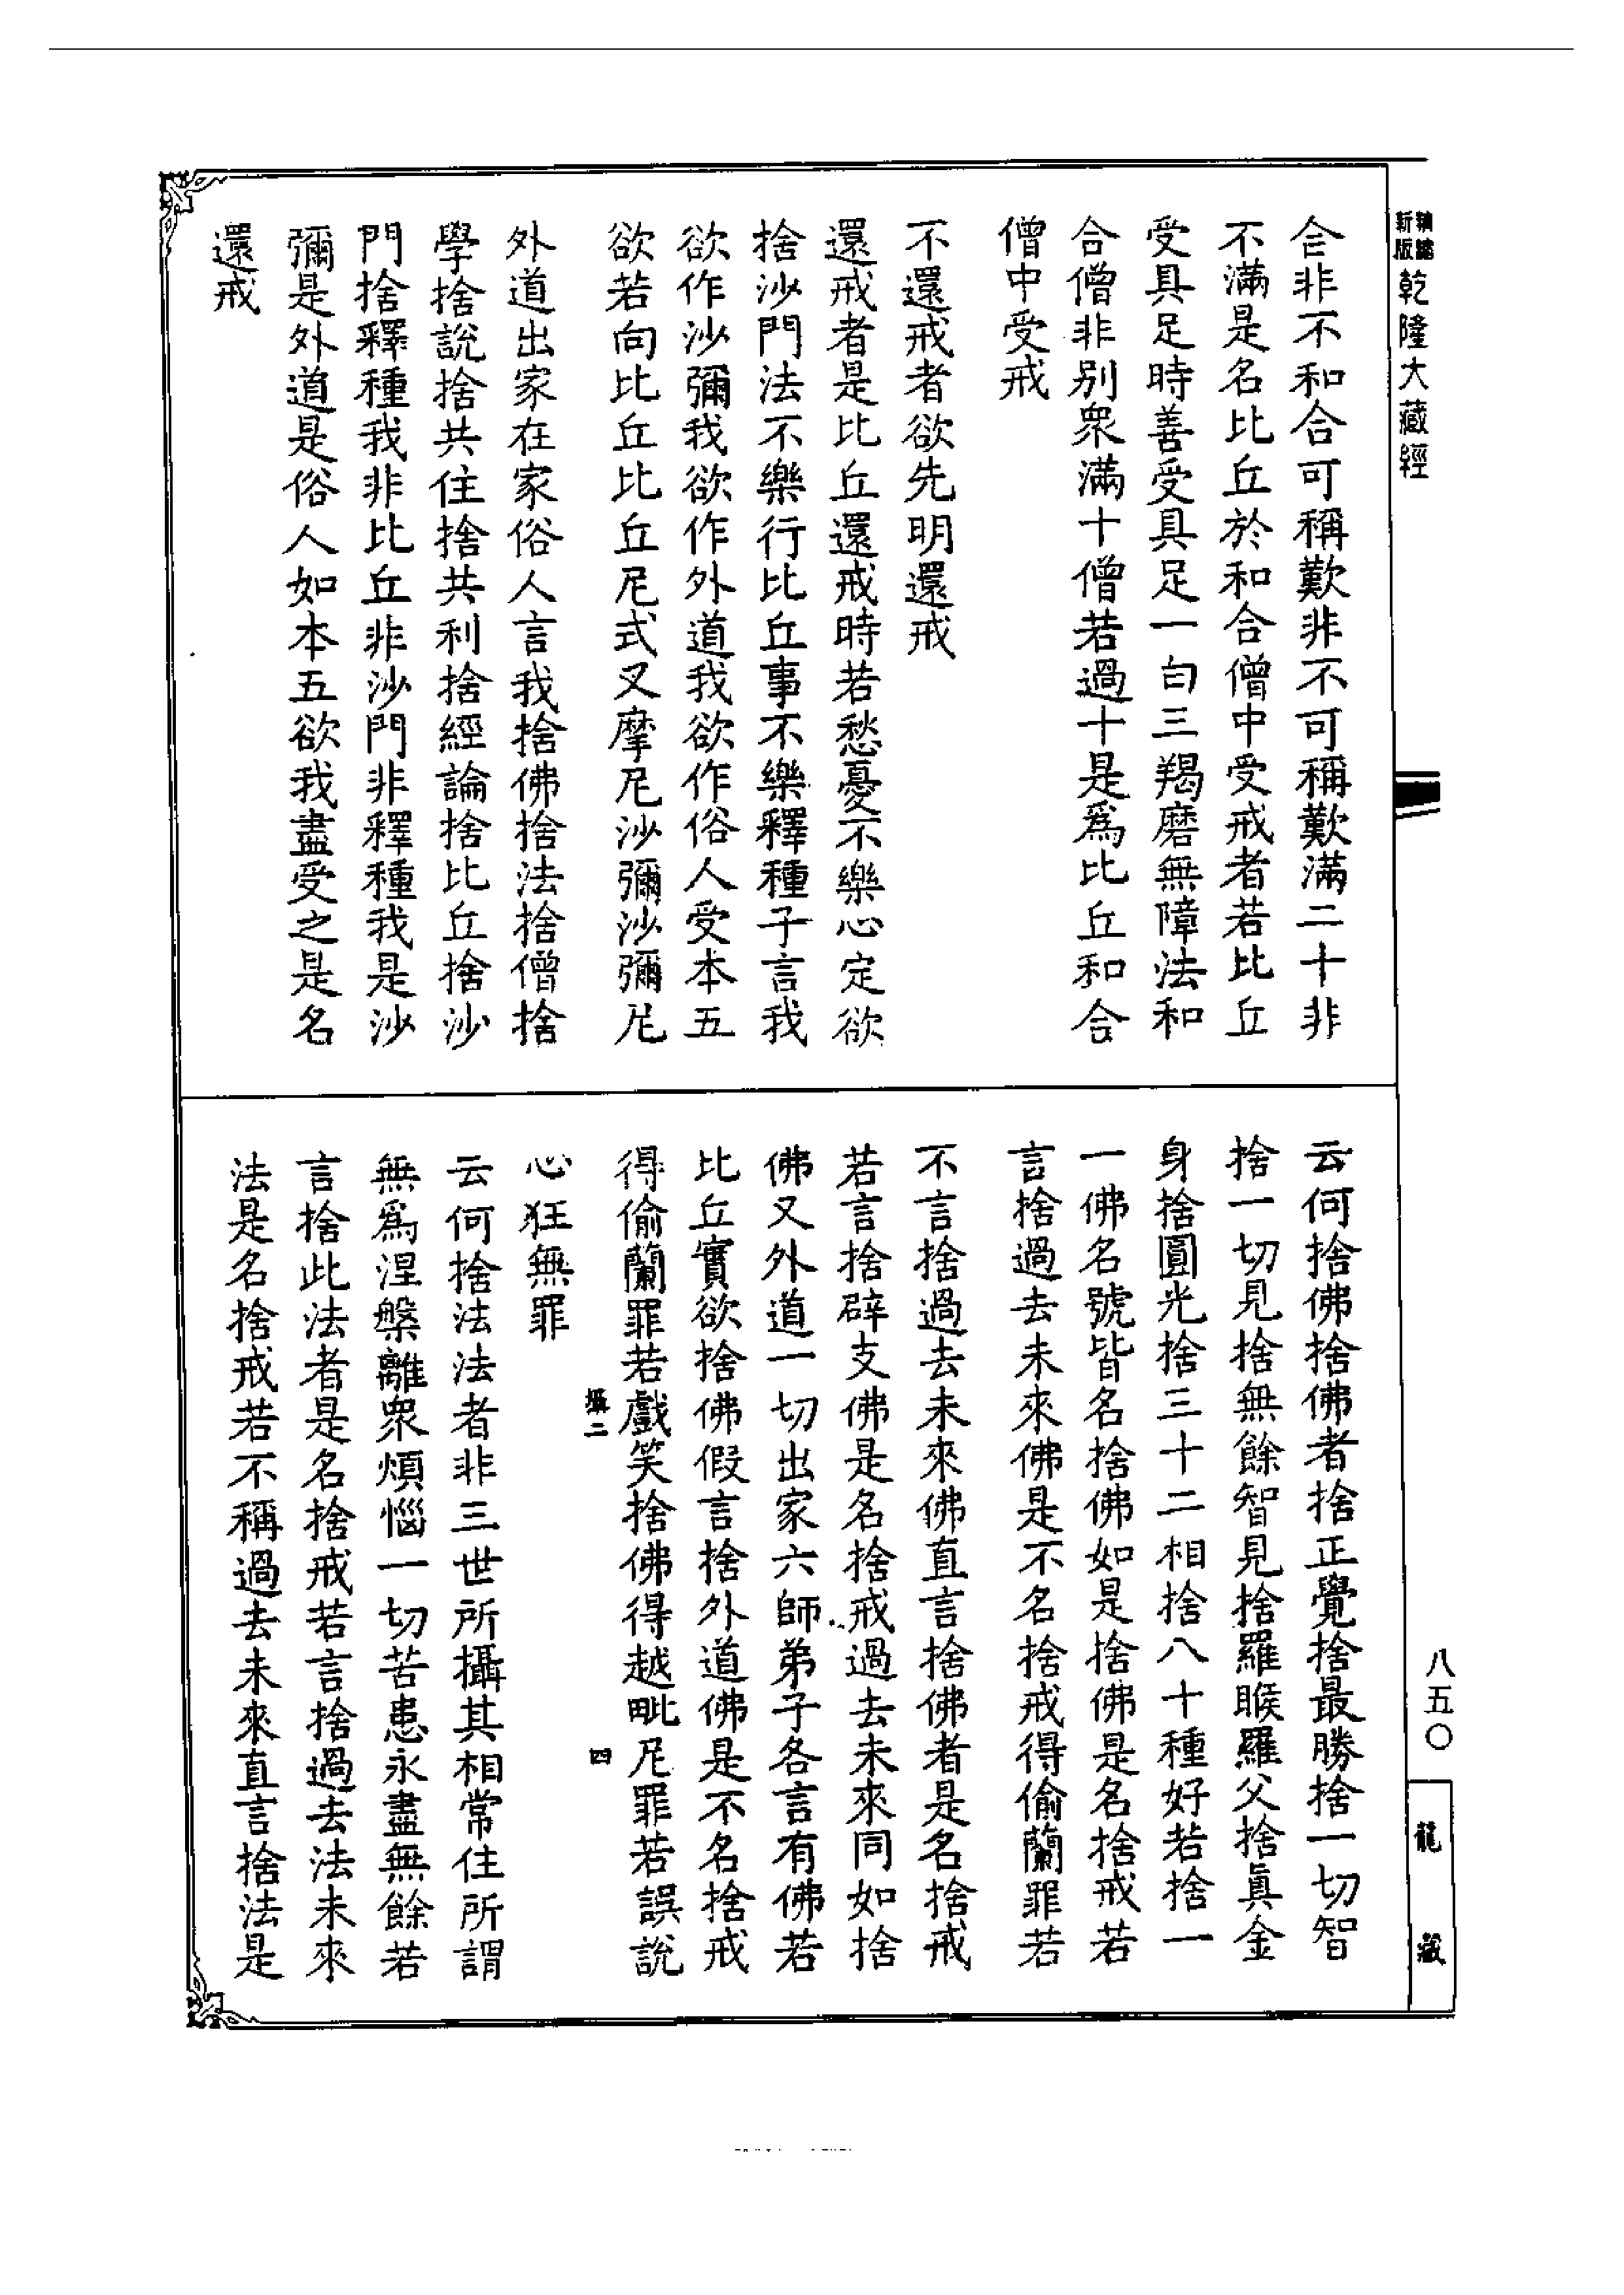 新版
乾隆大藏經
合非不和合可稱歎非不可稱歎滿二十非
不滿是名比丘於和合僧中受戒者若比丘
受具足時善受具足一白三羯磨無障法和
合僧非別衆滿十僧若過十是爲比丘和合
僧中受戒
不還戒者欲先明還戒
還戒者是比丘還戒時若愁憂不樂心定欲
捨沙門法不樂行比丘事不樂釋種子言我
欲作沙彌我欲作外道我欲作俗人受本五
欲若向比丘比丘尼式叉摩尼沙彌沙彌尼
外道出家在家俗人言我捨佛捨法捨僧捨
學捨說捨共住捨共利捨經論捨比丘捨沙
門捨釋種我非比丘非沙門非釋種我是沙
彌是外道是俗人如本五欲我盡受之是名
還戒
云何捨佛捨佛者捨正覺捨最勝捨一切智
捨一切見捨無餘智見捨羅睺羅父捨眞金
身捨圓光捨三十二相捨八十種好若捨一
一佛名號皆名捨佛如是捨佛是名捨戒若
言捨過去未來佛是不名捨戒得偷蘭罪若
不言捨過去未來佛直言捨佛者是名捨戒
若言捨辟支佛是名捨戒過去未來同如捨
佛又外道一切出家六師弟子各言有佛若
比丘實欲捨佛假言捨外道佛是不名捨戒
得偷蘭罪若戲笑捨佛得越毗尼罪若誤說
四
心狂無罪
云何捨法法者非三世所攝其相常住所謂
無爲涅槃離衆煩惱一切苦患永盡無餘若
言捨此法者是名捨戒若言捨過去法未來
法是名捨戒若不稱過去未來直言捨法是
八五〇
龍藏